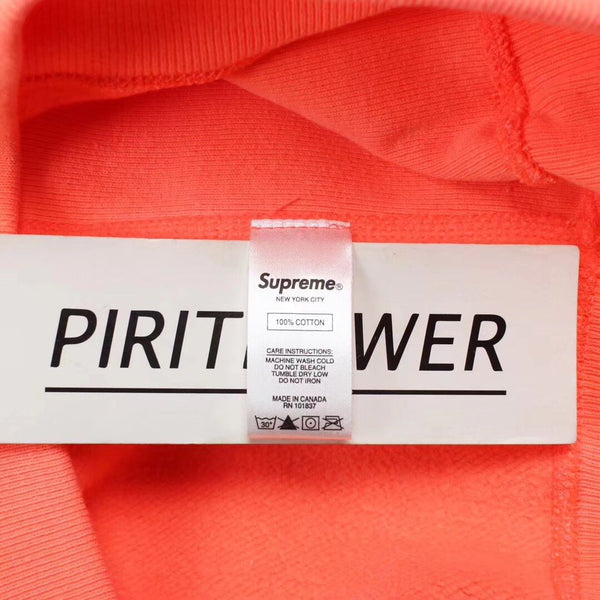 Supreme®
NEW YORK CITY
PIRIT WER
100% COTTON
CARE INSTRUCTIONS:
MACHINE WASH COLD
DO NOT BLEACH
TUMBLE DRY LOW
DO NOT IRON
MADE IN CANADA
RN 101837
30°